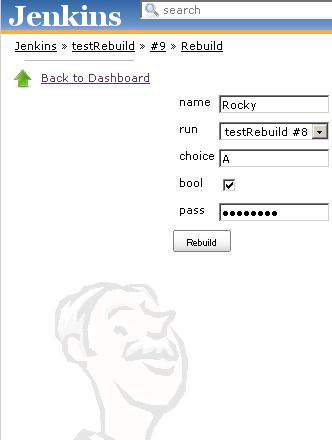 Jenkins
search
Jenkins » testRebuild » #9 » Rebuild
Back to Dashboard
name Rocky
run testRebuild #8
choice A
bool
pass ●●●●●●●●
Rebuild